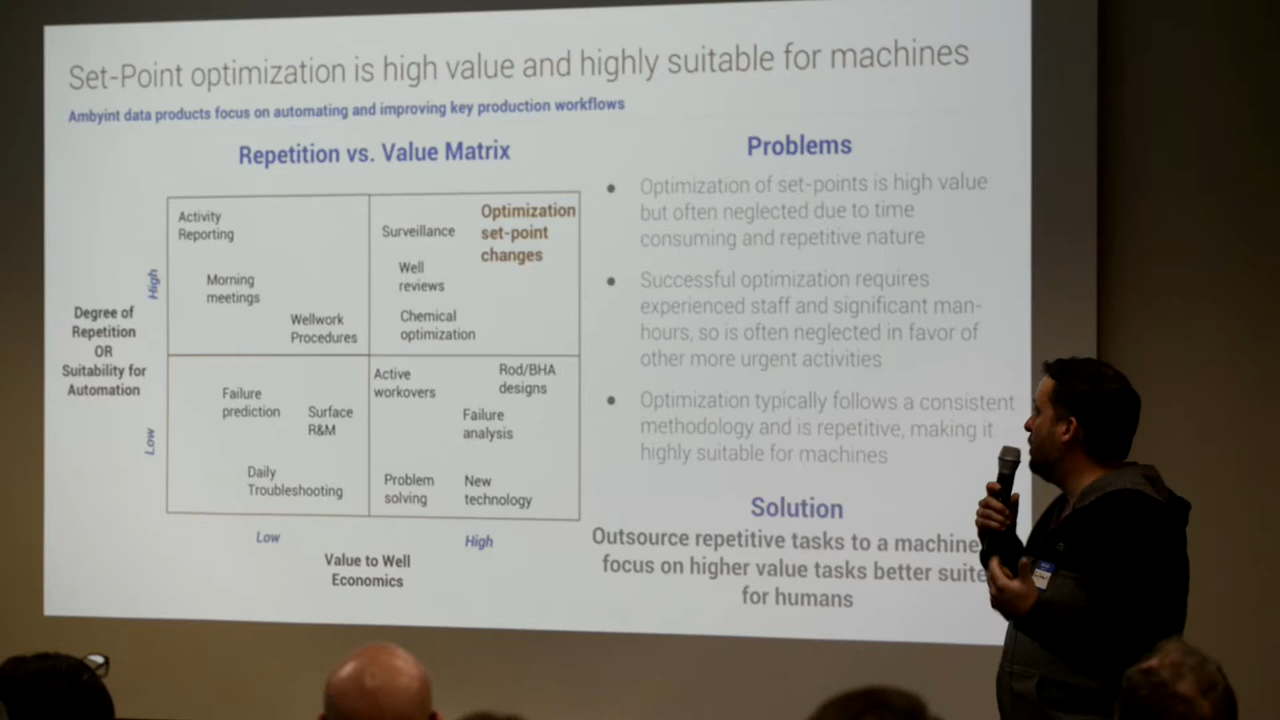 Set-Point optimization is high value and highly suitable for machines
Ambyint data products focus on automating and improving key production workflows
Repetition vs. Value Matrix
Degree of
Repetition
OR
Suitability for
Automation
High
Low
Activity
Reporting
Morning
meetings
Wellwork
Procedures
Surveillance
Optimization
set-point
changes
Well
reviews
Chemical
optimization
Failure
prediction
Surface
R&M
Daily
Troubleshooting
Active
workovers
Rod/BHA
designs
Failure
analysis
Problem
solving
New
technology
Low
High
Value to Well
Economics
Problems
• Optimization of set-points is high value
but often neglected due to time
consuming and repetitive nature
• Successful optimization requires
experienced staff and significant man-
hours, so is often neglected in favor of
other more urgent activities
• Optimization typically follows a consistent
methodology and is repetitive, making it
highly suitable for machines
Solution
Outsource repetitive tasks to a machine
focus on higher value tasks better suite
for humans